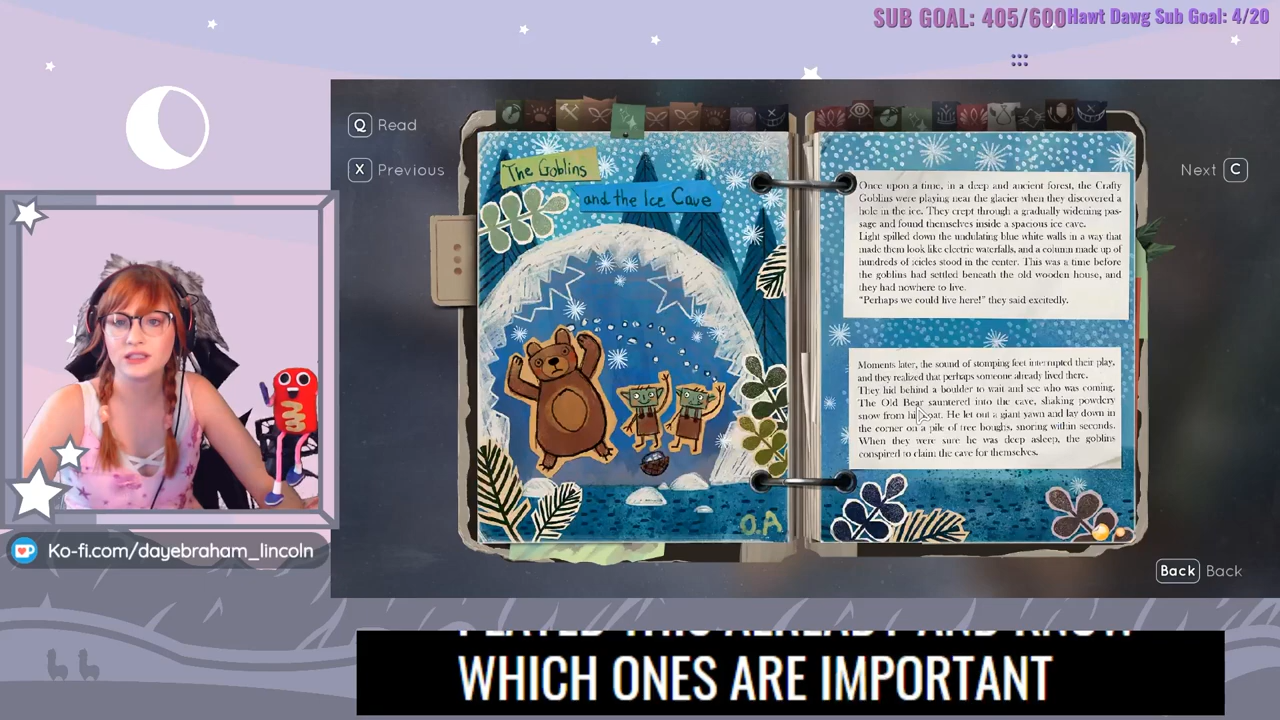 SUB GOAL: 405/600
Hawt Dawg Sub Goal: 4/20
Q Read
X Previous
Next C
The Goblins
and the Ice Cave
O.A
Once upon a time, in a deep and ancient forest, the Crafty
Goblins were playing near the glacier when they discovered a
hole in the ice. They crept through a gradually widening pas-
sage and found themselves inside a spacious ice cave.
Light spilled down the undulating blue white walls in a way that
made them look like electric waterfalls, and a column made up of
hundreds of icicles stood in the center. This was a time before
the goblins had settled beneath the old wooden house, and
they had nowhere to live.
"Perhaps we could live here!" they said excitedly.
Moments later, the sound of stomping feet interrupted their play,
and they realized that perhaps someone already lived there.
They hid behind a boulder to wait and see who was coming.
The Old Bear sauntered into the cave, shaking powdery
snow from his coat. He let out a giant yawn and lay down in
the corner on a pile of tree boughs, snoring within seconds.
When they were sure he was deep asleep, the goblins
conspired to claim the cave for themselves.
Back Back
Ko-fi.com/dayebraham_lincoln
PLAYED THIS ALREADY AND KNOW
WHICH ONES ARE IMPORTANT